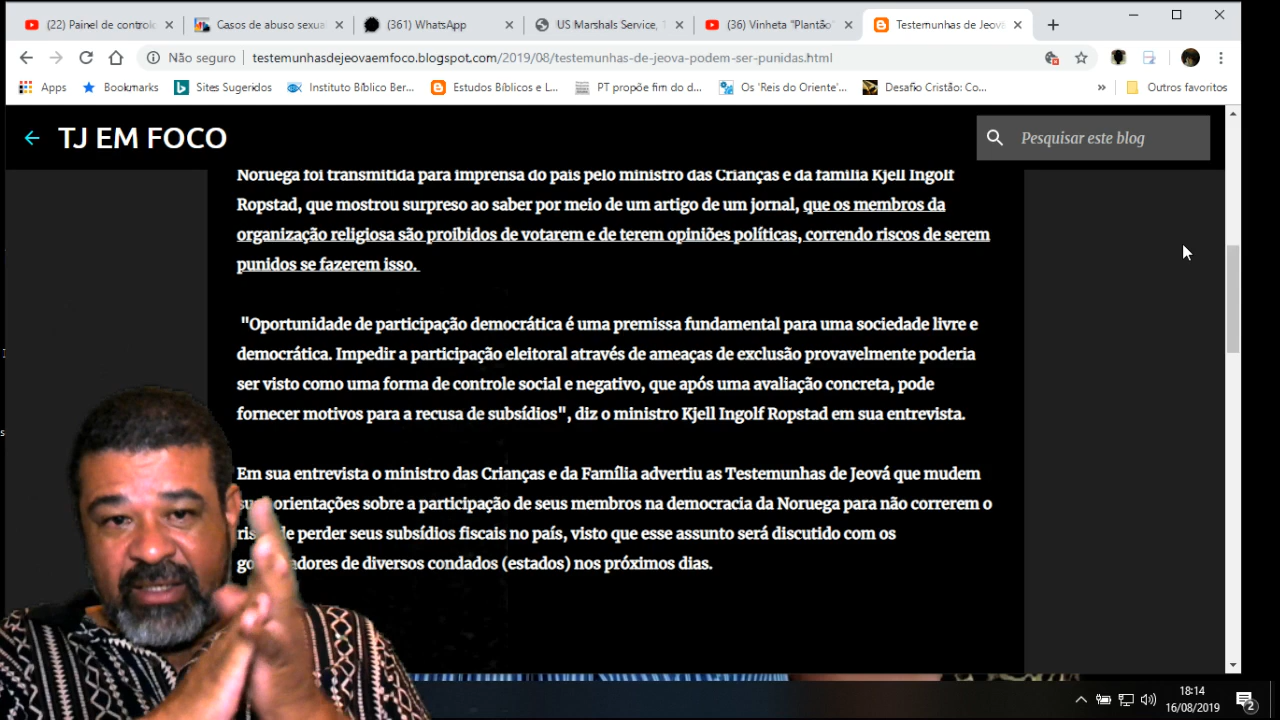 (22) Painel de control
Casos de abuso sexua
(361) WhatsApp
US Marshals Service, 1
(36) Vinheta "Plantão
Testemunhas de Jeová
Não seguro
testemunhasdejeovaemfoco.blogspot.com/2019/08/testemunhas-de-jeova-podem-ser-punidas.html
Apps
Bookmarks
Sites Sugeridos
Instituto Bíblico Ber...
Estudos Bíblicos e L...
PT propõe fim do d...
Os 'Reis do Oriente'...
Desafio Cristão: Co...
»
Outros favoritos
TJ EM FOCO
Pesquisar este blog
Noruega foi transmitida para imprensa do país pelo ministro das Crianças e da família Kjell Ingolf
Ropstad, que mostrou surpreso ao saber por meio de um artigo de um jornal, que os membros da
organização religiosa são proibidos de votarem e de terem opiniões políticas, correndo riscos de serem
punidos se fazerem isso.
"Oportunidade de participação democrática é uma premissa fundamental para uma sociedade livre e
democrática. Impedir a participação eleitoral através de ameaças de exclusão provavelmente poderia
ser visto como uma forma de controle social e negativo, que após uma avaliação concreta, pode
fornecer motivos para a recusa de subsídios", diz o ministro Kjell Ingolf Ropstad em sua entrevista.
Em sua entrevista o ministro das Crianças e da Família advertiu as Testemunhas de Jeová que mudem
orientações sobre a participação de seus membros na democracia da Noruega para não correrem o
de perder seus subsídios fiscais no país, visto que esse assunto será discutido com os
de diversos condados (estados) nos próximos dias.
18:14
16/08/2019
2